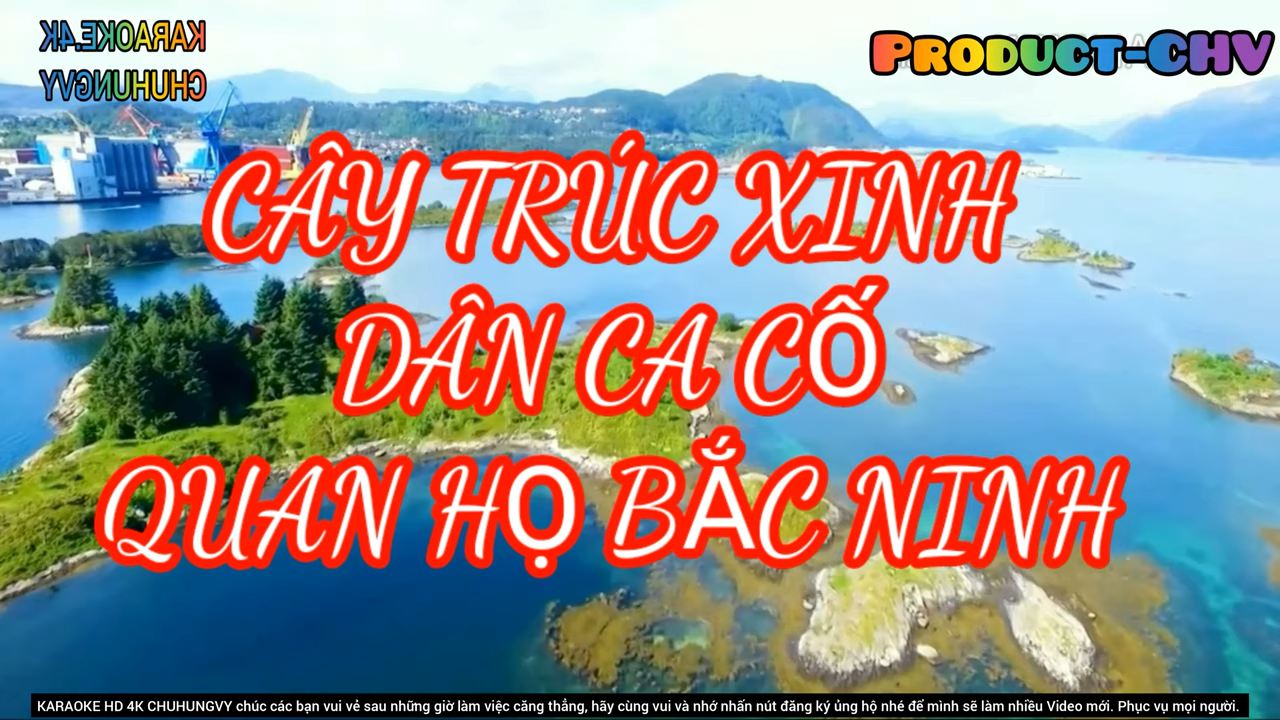 KARAOKE.4K
CHUHUNGVY
PRODUCT-CHV
CÂY TRÚC XINH
DÂN CA CỐ
QUAN HỌ BẮC NINH
KARAOKE HD 4K CHUHUNGVY chúc các bạn vui vẻ sau những giờ làm việc căng thẳng, hãy cùng vui và nhớ nhấn nút đăng ký ủng hộ nhé để mình sẽ làm nhiều Video mới. Phục vụ mọi người.